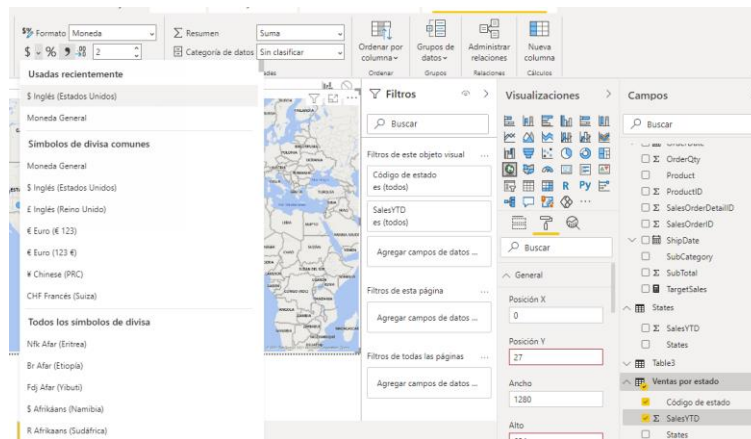 $% Formato Moneda
$ % 9 2
Σ Resumen Suma
Categoría de datos Sin clasificar
Ordenar por columna
Grupos de datos
Administrar relaciones
Nueva columna
Ordenar
Grupos
Relaciones
Cálculos
Usadas recientemente
$ Inglés (Estados Unidos)
Moneda General
Símbolos de divisa comunes
Moneda General
$ Inglés (Estados Unidos)
£ Inglés (Reino Unido)
€ Euro (€ 123)
€ Euro (123 €)
¥ Chinese (PRC)
CHF Francés (Suiza)
Todos los símbolos de divisa
Nfk Afar (Eritrea)
Br Afar (Etiopía)
Fdj Afar (Yibuti)
$ Afrikáans (Namibia)
R Afrikaans (Sudáfrica)
Filtros
Buscar
Filtros de este objeto visual ...
Código de estado
es (todos)
SalesYTD
es (todos)
Agregar campos de datos ...
Filtros de esta página ...
Agregar campos de datos ...
Filtros de todas las páginas ...
Agregar campos de datos ...
Visualizaciones
R Py
Buscar
General
Posición X
0
Posición Y
27
Ancho
1280
Alto
Campos
Buscar
Σ OrderQty
Product
Σ ProductID
Σ SalesOrderDetailID
Σ SalesOrderID
ShipDate
SubCategory
Σ SubTotal
TargetSales
States
Σ SalesYTD
States
Table3
Ventas por estado
Código de estado
Σ SalesYTD
States